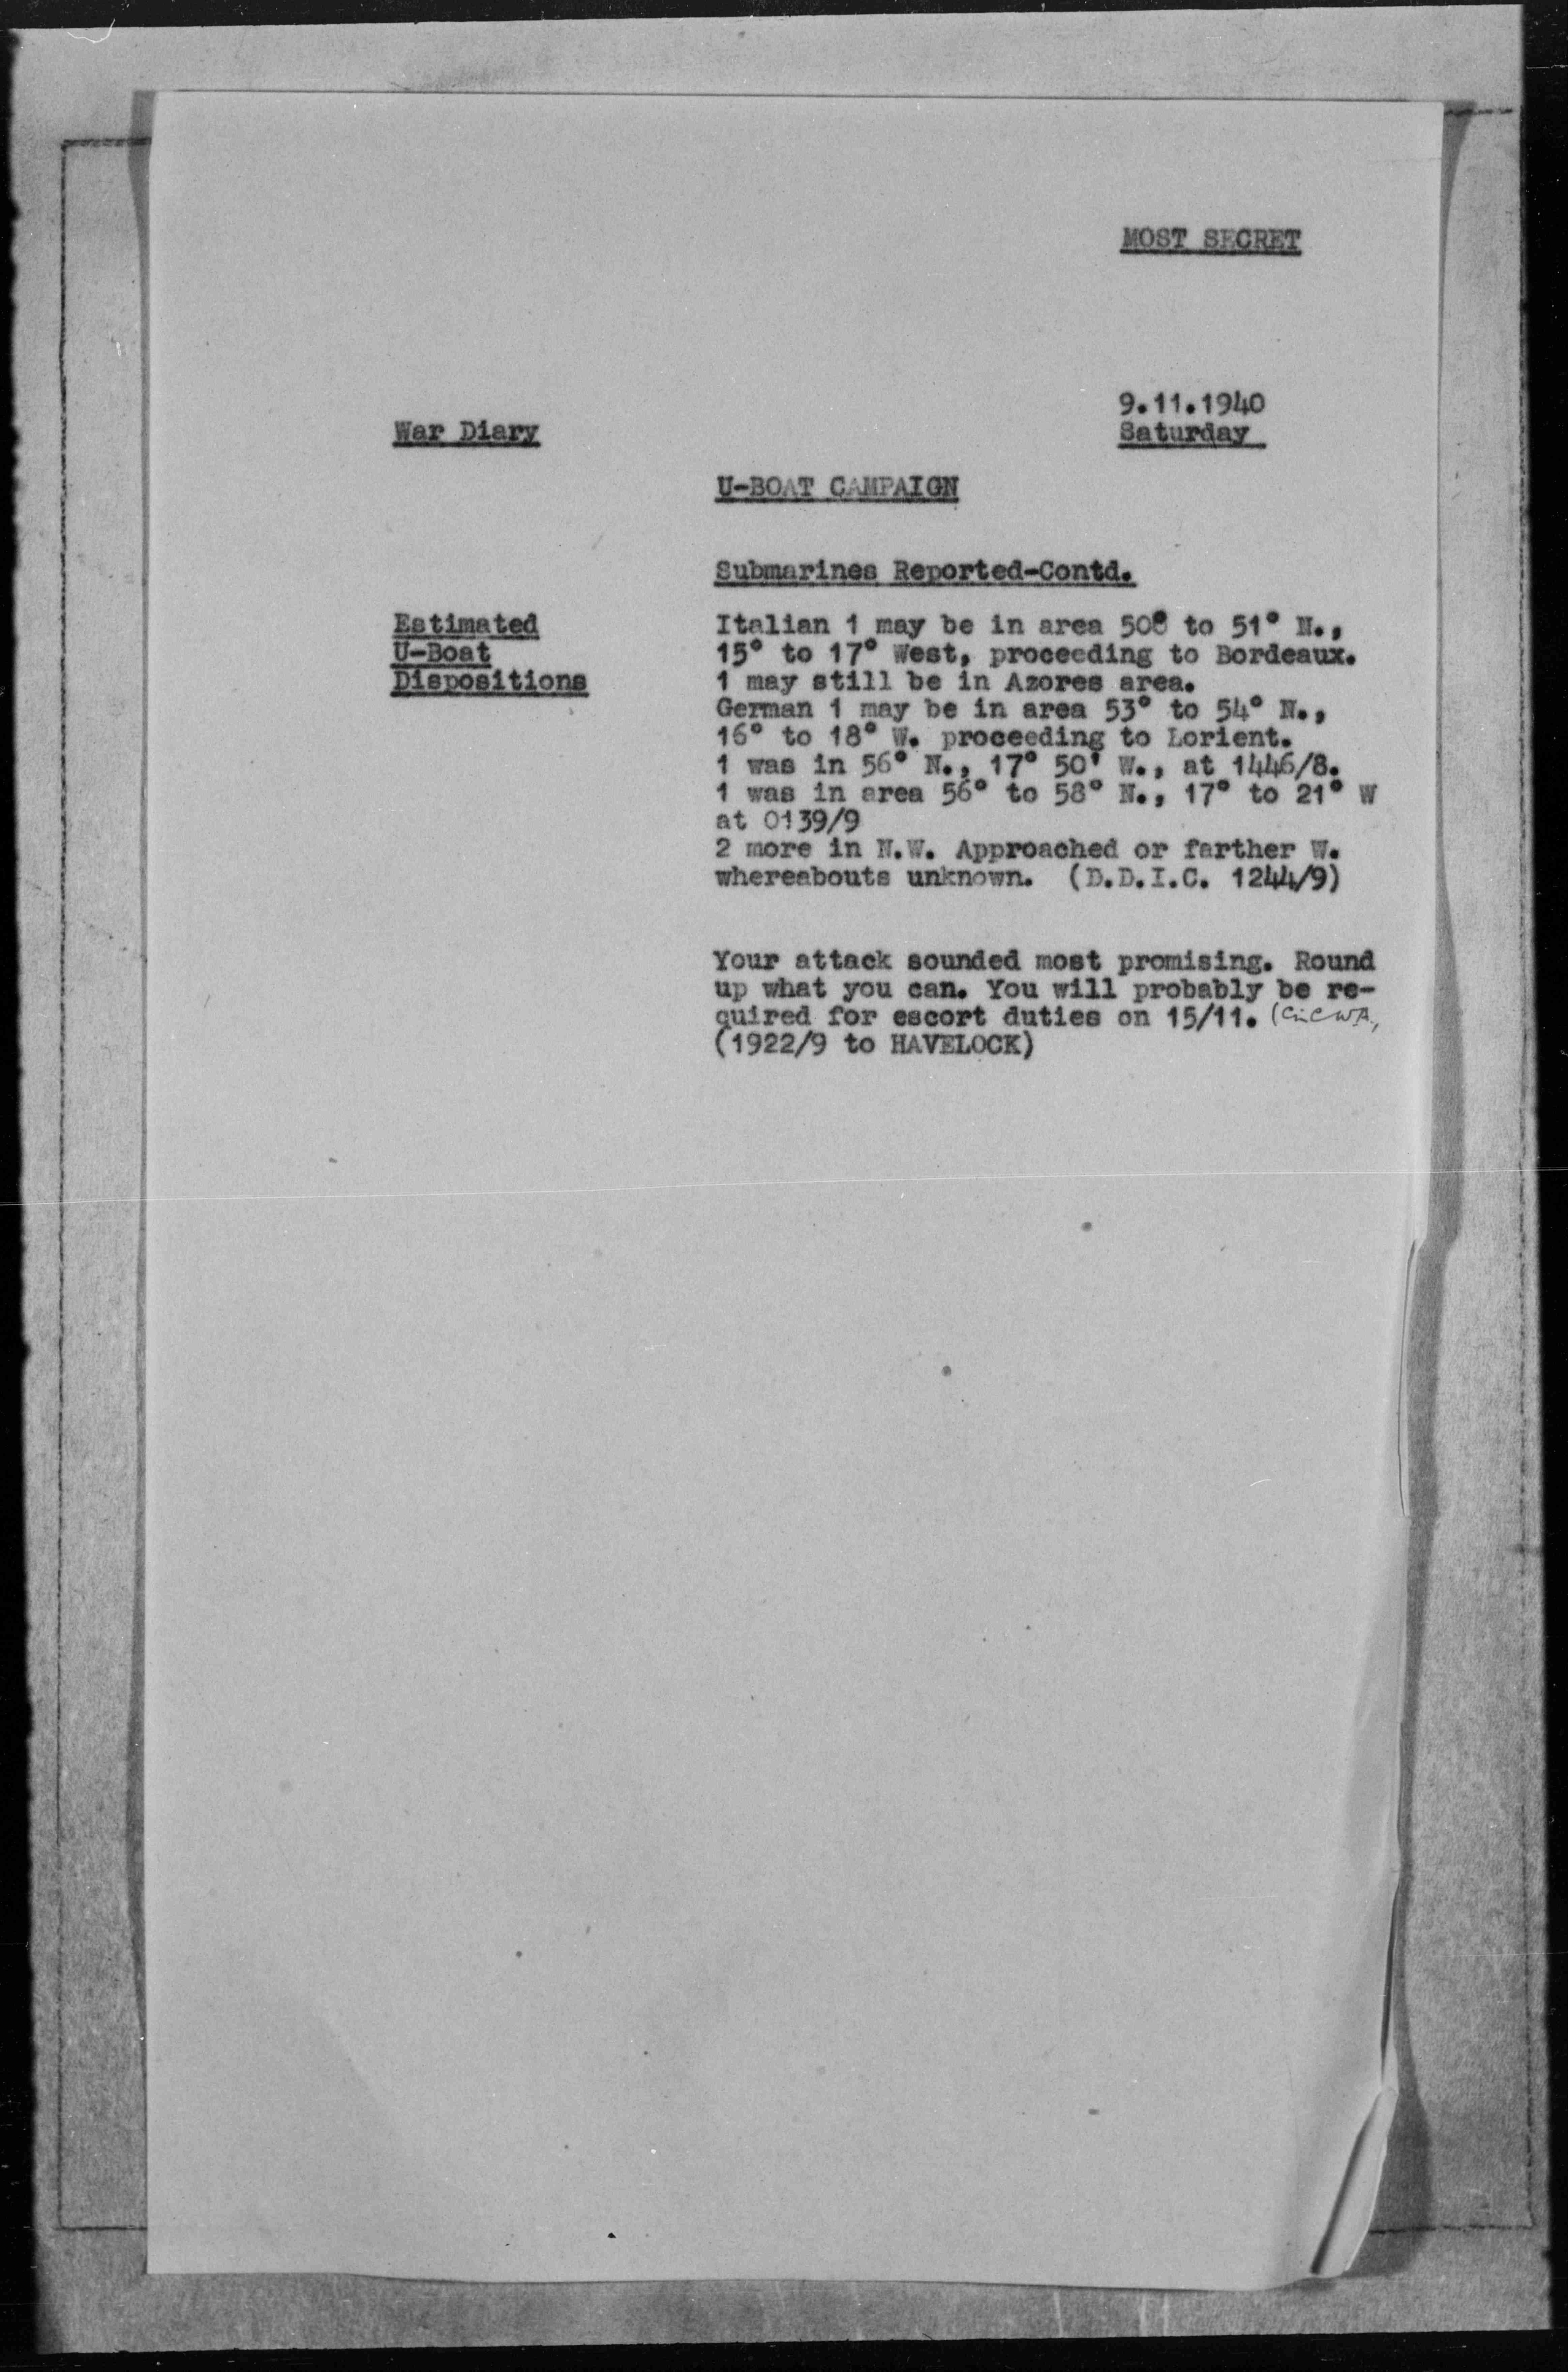 MOST SECRET
9.11.1940
War Diary
Saturday
U-BOAT CAMPAIGN
Submarines Reported-Contd.
Estimated
U-Boat
Dispositions
Italian 1 may be in area 50° to 51° N.,
15° to 17° West, proceeding to Bordeaux.
1 may still be in Azores area.
German 1 may be in area 53° to 54° N.,
16° to 18° W. proceeding to Lorient.
1 was in 56° N., 17° 50' W., at 1446/8.
1 was in area 56° to 58° N., 17° to 21° W
at 0139/9
2 more in N.W. Approached or farther W.
whereabouts unknown. (D.D.I.C. 1244/9)
Your attack sounded most promising. Round
up what you can. You will probably be re-
quired for escort duties on 15/11. (CinCWA.,
(1922/9 to HAVELOCK)